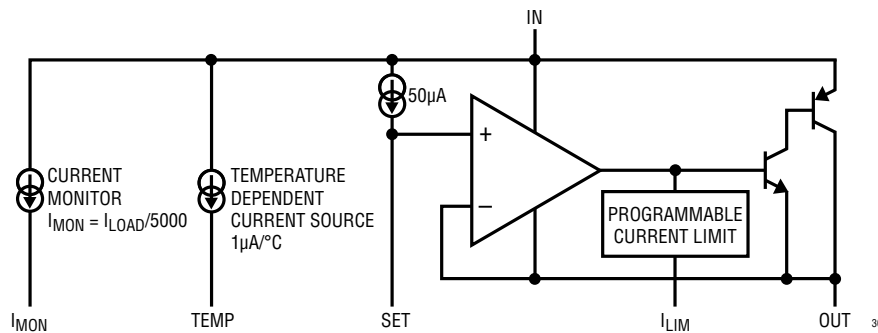 IN
50µA
+
−
CURRENT
MONITOR
IMON = ILOAD/5000
TEMPERATURE
DEPENDENT
CURRENT SOURCE
1µA/°C
PROGRAMMABLE
CURRENT LIMIT
IMON
TEMP
SET
ILIM
OUT